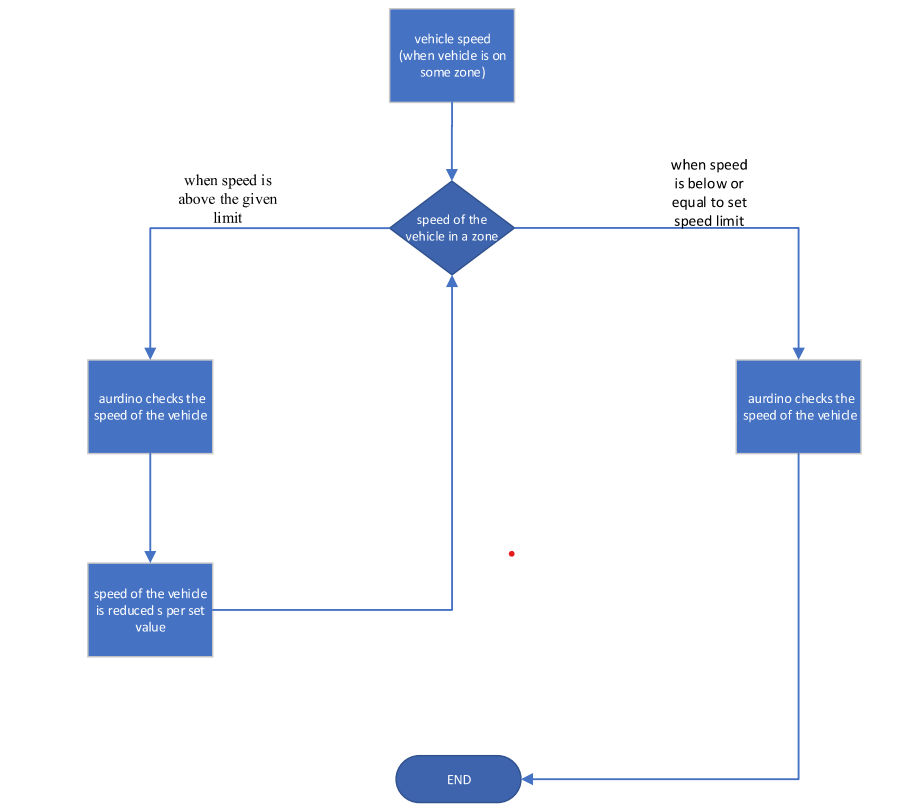 vehicle speed
(when vehicle is on
some zone)
when speed is
above the given
limit
when speed
is below or
equal to set
speed limit
speed of the
vehicle in a zone
aurdino checks the
speed of the vehicle
aurdino checks the
speed of the vehicle
speed of the vehicle
is reduced s per set
value
END